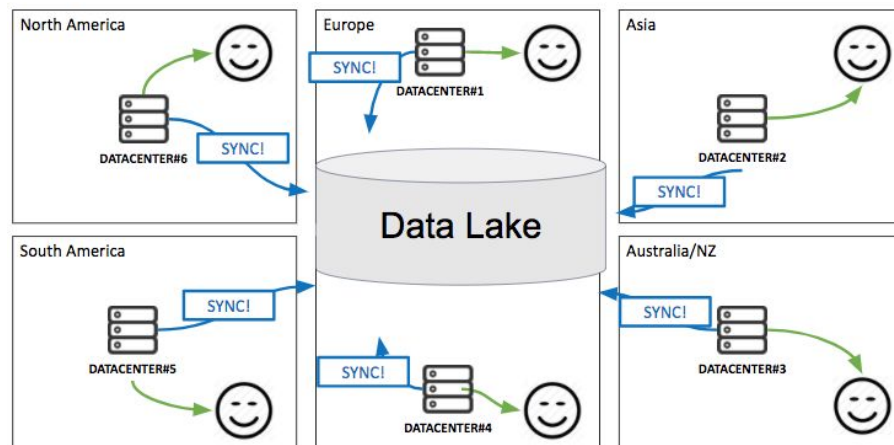 North America
SYNC!
DATACENTER#6
Europe
SYNC!
DATACENTER#1
Asia
DATACENTER#2
SYNC!
Data Lake
South America
SYNC!
DATACENTER#5
SYNC!
DATACENTER#4
Australia/NZ
SYNC!
DATACENTER#3